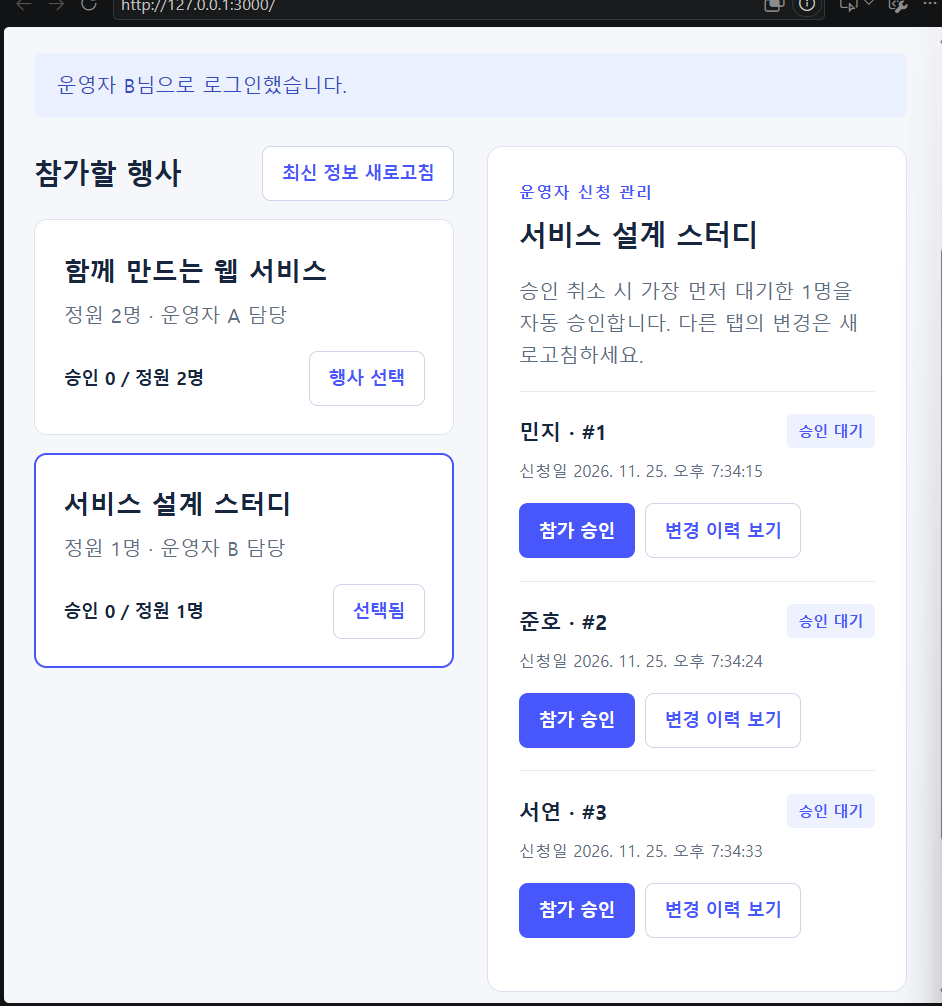 http://127.0.0.1:3000/
운영자 B님으로 로그인했습니다.
참가할 행사
최신 정보 새로고침
함께 만드는 웹 서비스
정원 2명 · 운영자 A 담당
승인 0 / 정원 2명
행사 선택
서비스 설계 스터디
정원 1명 · 운영자 B 담당
승인 0 / 정원 1명
선택됨
운영자 신청 관리
서비스 설계 스터디
승인 취소 시 가장 먼저 대기한 1명을
자동 승인합니다. 다른 탭의 변경은 새
로고침하세요.
민지 · #1
승인 대기
신청일 2026. 11. 25. 오후 7:34:15
참가 승인
변경 이력 보기
준호 · #2
승인 대기
신청일 2026. 11. 25. 오후 7:34:24
참가 승인
변경 이력 보기
서연 · #3
승인 대기
신청일 2026. 11. 25. 오후 7:34:33
참가 승인
변경 이력 보기